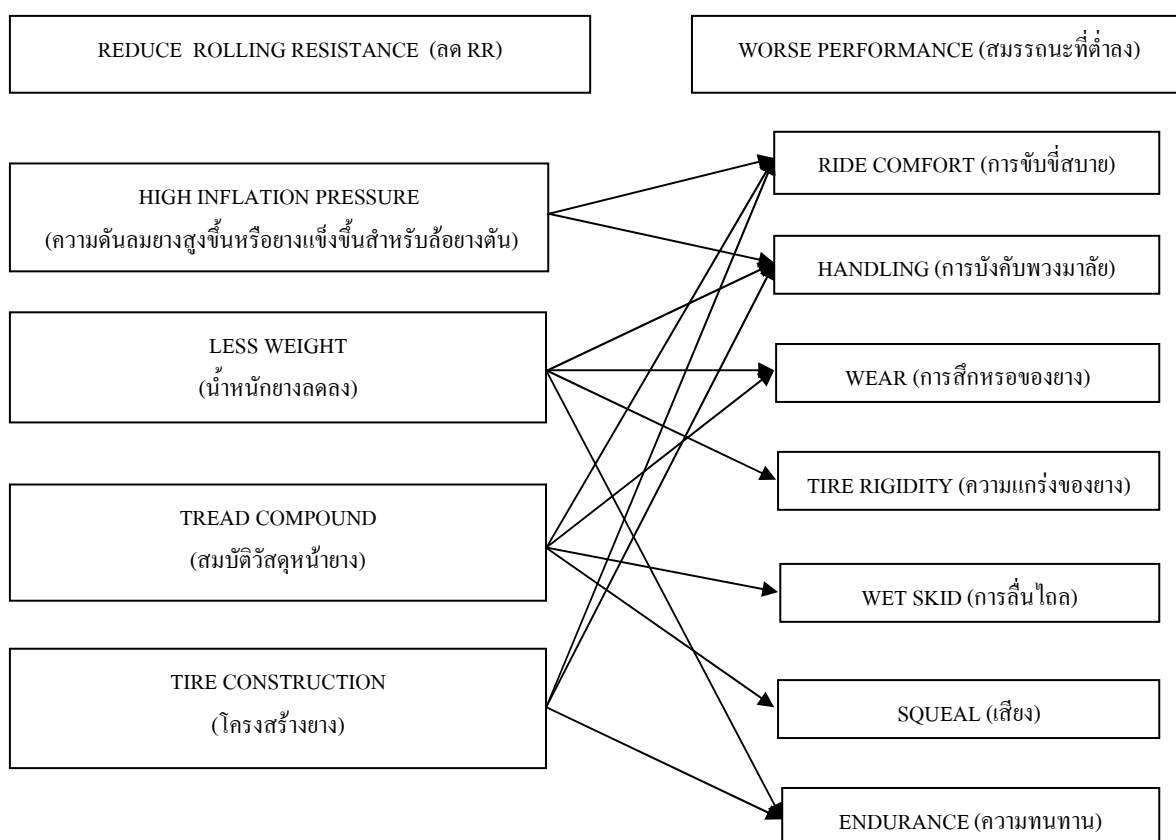 REDUCE ROLLING RESISTANCE (ลด RR)
WORSE PERFORMANCE (สมรรถนะที่ต่ำลง)
HIGH INFLATION PRESSURE
(ความดันลมยางสูงขึ้นหรือยางแข็งขึ้นสำหรับล้อยางตัน)
LESS WEIGHT
(น้ำหนักยางลดลง)
TREAD COMPOUND
(สมบัติวัสดุหน้ายาง)
TIRE CONSTRUCTION
(โครงสร้างยาง)
RIDE COMFORT (การขับขี่สบาย)
HANDLING (การบังคับพวงมาลัย)
WEAR (การสึกหรอของยาง)
TIRE RIGIDITY (ความแกร่งของยาง)
WET SKID (การลื่นไถล)
SQUEAL (เสียง)
ENDURANCE (ความทนทาน)